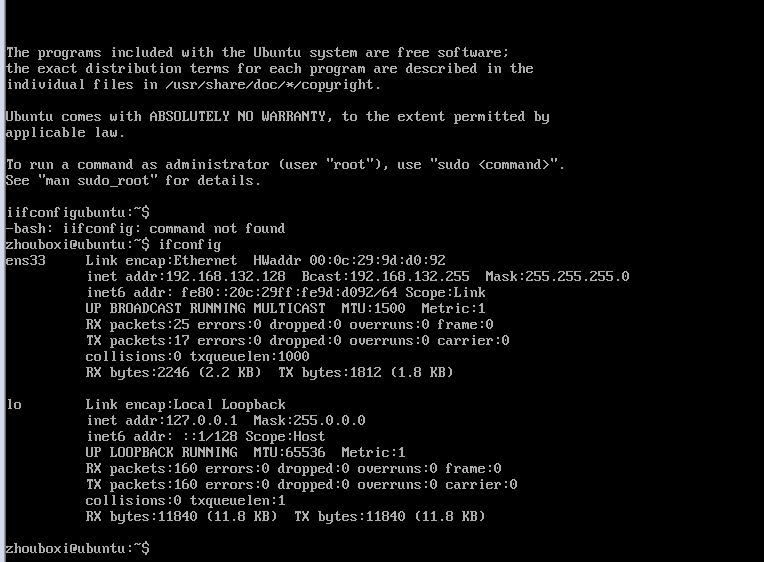 The programs included with the Ubuntu system are free software;
the exact distribution terms for each program are described in the
individual files in /usr/share/doc/*/copyright.
Ubuntu comes with ABSOLUTELY NO WARRANTY, to the extent permitted by
applicable law.
To run a command as administrator (user "root"), use "sudo <command>".
See "man sudo_root" for details.
iifconfigubuntu:~$
-bash: iifconfig: command not found
zhouboxi@ubuntu:~$ ifconfig
ens33     Link encap:Ethernet  HWaddr 00:0c:29:9d:d0:92
          inet addr:192.168.132.128  Bcast:192.168.132.255  Mask:255.255.255.0
          inet6 addr: fe80::20c:29ff:fe9d:d092/64 Scope:Link
          UP BROADCAST RUNNING MULTICAST  MTU:1500  Metric:1
          RX packets:25 errors:0 dropped:0 overruns:0 frame:0
          TX packets:17 errors:0 dropped:0 overruns:0 carrier:0
          collisions:0 txqueuelen:1000
          RX bytes:2246 (2.2 KB)  TX bytes:1812 (1.8 KB)
lo        Link encap:Local Loopback
          inet addr:127.0.0.1  Mask:255.0.0.0
          inet6 addr: ::1/128 Scope:Host
          UP LOOPBACK RUNNING  MTU:65536  Metric:1
          RX packets:160 errors:0 dropped:0 overruns:0 frame:0
          TX packets:160 errors:0 dropped:0 overruns:0 carrier:0
          collisions:0 txqueuelen:1
          RX bytes:11840 (11.8 KB)  TX bytes:11840 (11.8 KB)
zhouboxi@ubuntu:~$